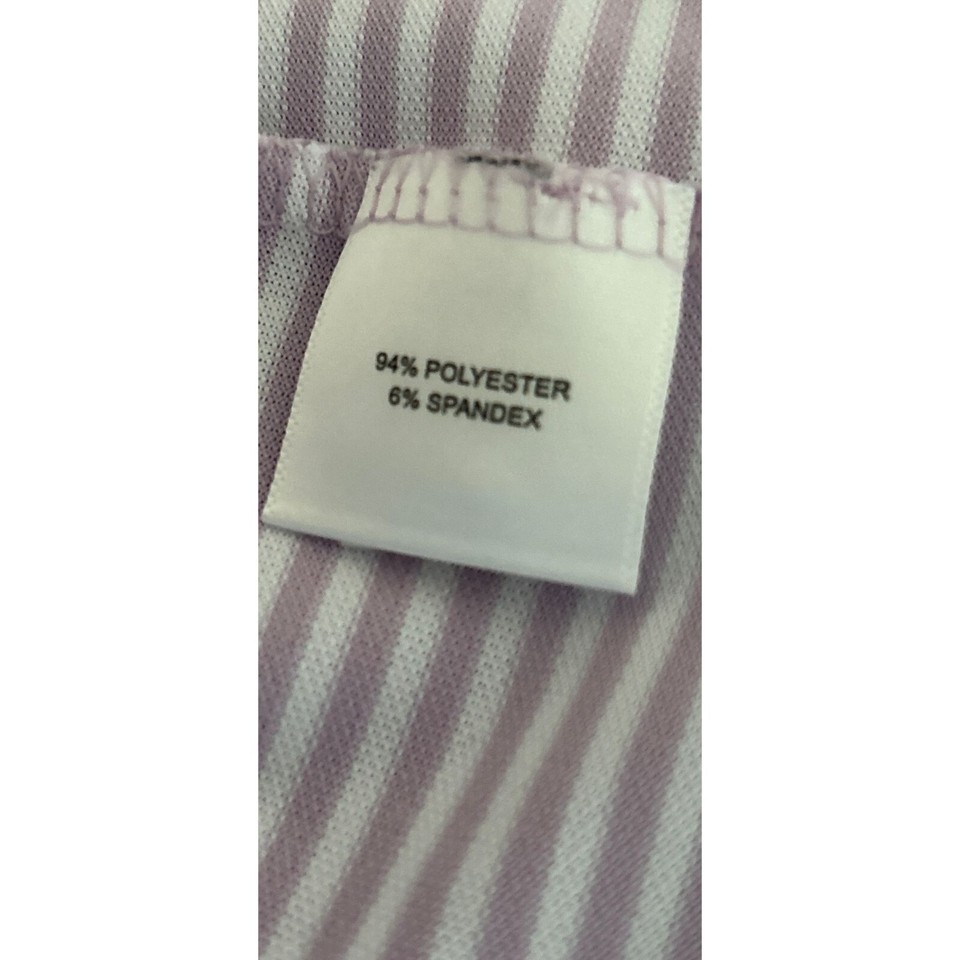 94% POLYESTER
6% SPANDEX